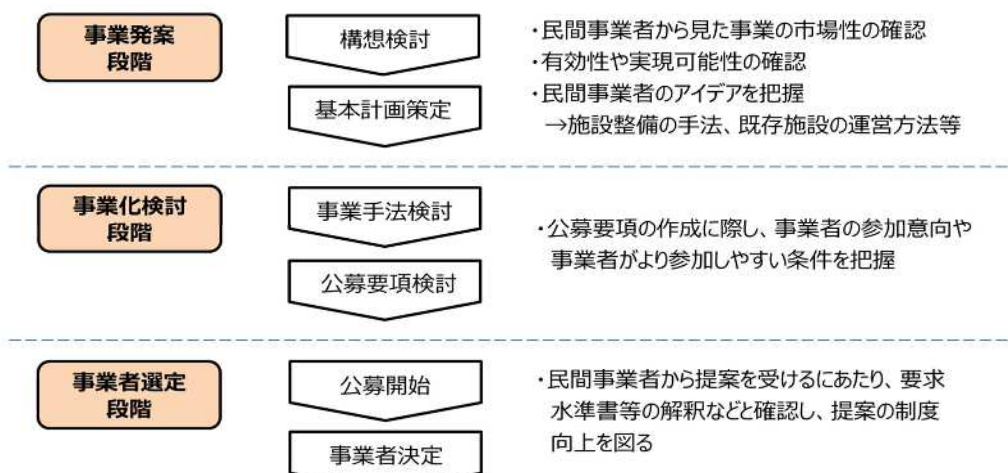 事業発案
段階
構想検討
基本計画策定
・民間事業者から見た事業の市場性の確認
・有効性や実現可能性の確認
・民間事業者のアイデアを把握
→施設整備の手法、既存施設の運営方法等
事業化検討
段階
事業手法検討
公募要項検討
・公募要項の作成に際し、事業者の参加意向や
事業者がより参加しやすい条件を把握
事業者選定
段階
公募開始
事業者決定
・民間事業者から提案を受けるにあたり、要求
水準書等の解釈などと確認し、提案の制度
向上を図る